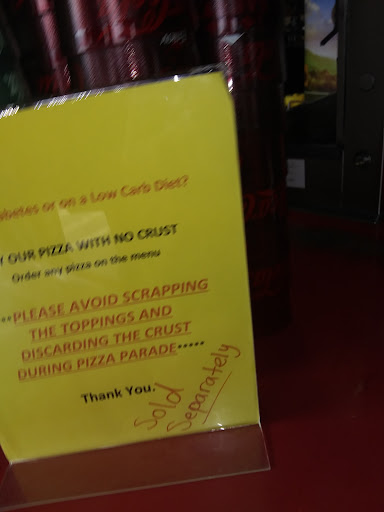 or on a Low Carb Diet?
OUR PIZZA WITH NO CRUST
Order any pizza on the menu
**PLEASE AVOID SCRAPPING
THE TOPPINGS AND
DISCARDING THE CRUST
DURING PIZZA PARADE*****
Thank You.
Sold
Separately